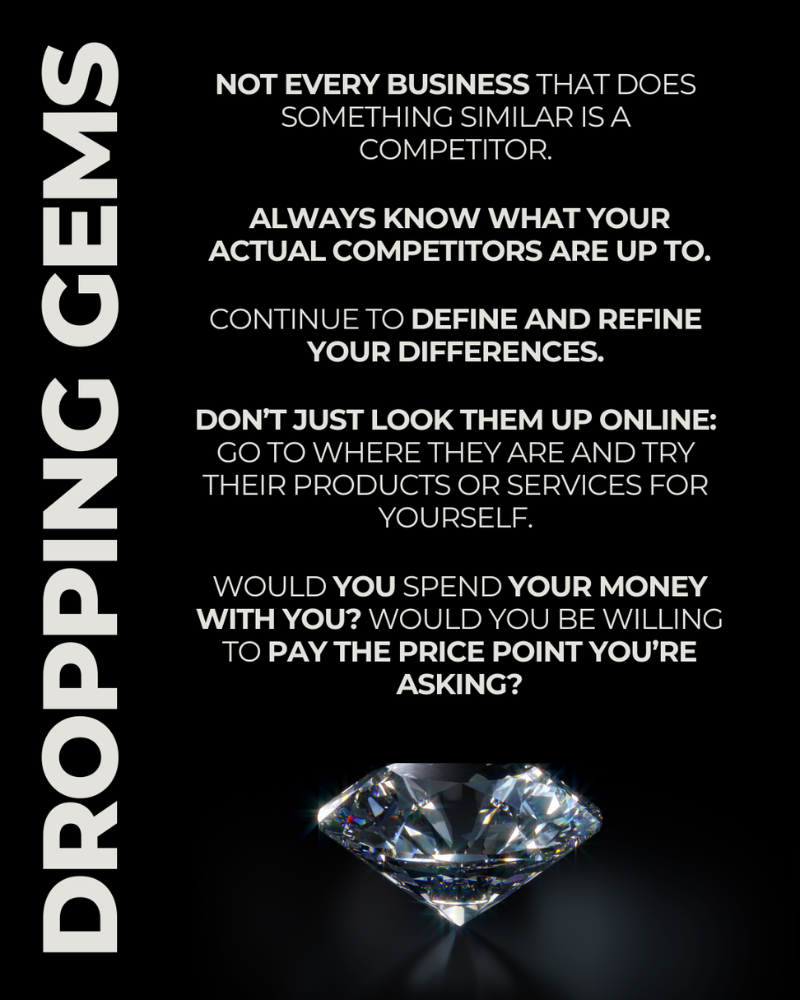 DROPPING GEMS
NOT EVERY BUSINESS THAT DOES
SOMETHING SIMILAR IS A
COMPETITOR.
ALWAYS KNOW WHAT YOUR
ACTUAL COMPETITORS ARE UP TO.
CONTINUE TO DEFINE AND REFINE
YOUR DIFFERENCES.
DON’T JUST LOOK THEM UP ONLINE:
GO TO WHERE THEY ARE AND TRY
THEIR PRODUCTS OR SERVICES FOR
YOURSELF.
WOULD YOU SPEND YOUR MONEY
WITH YOU? WOULD YOU BE WILLING
TO PAY THE PRICE POINT YOU’RE
ASKING?